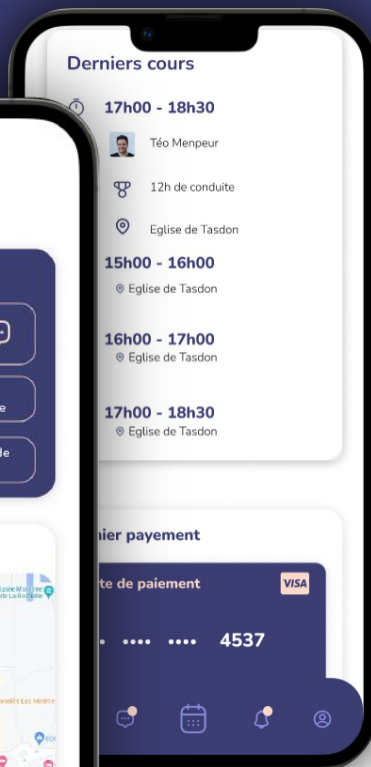 Derniers cours
17h00 - 18h30
Téo Menpeur
12h de conduite
Eglise de Tasdon
15h00 - 16h00
Eglise de Tasdon
16h00 - 17h00
Eglise de Tasdon
17h00 - 18h30
Eglise de Tasdon
nier payement
te de paiement
VISA
•••• •••• 4537
e
de